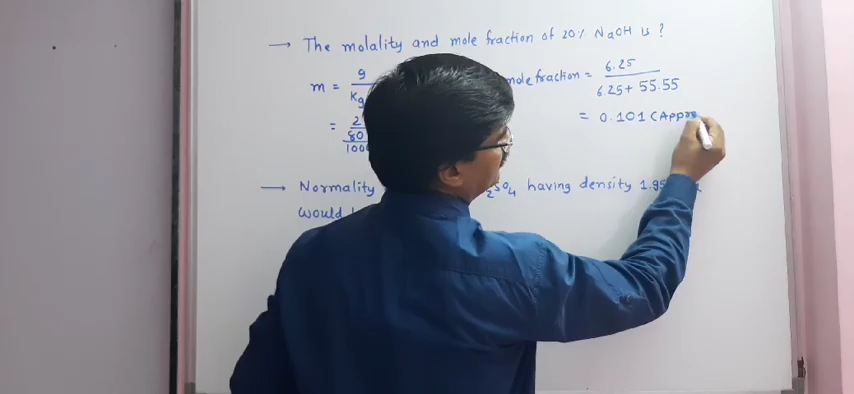 → The molality and mole fraction of 20% NaOH is ?
m = g / Kg
mole fraction = 6.25 / 6.25 + 55.55
= 2 / 80 / 1000
= 0.101 (Appro
→ Normality 2SO4 having density 1.95
would